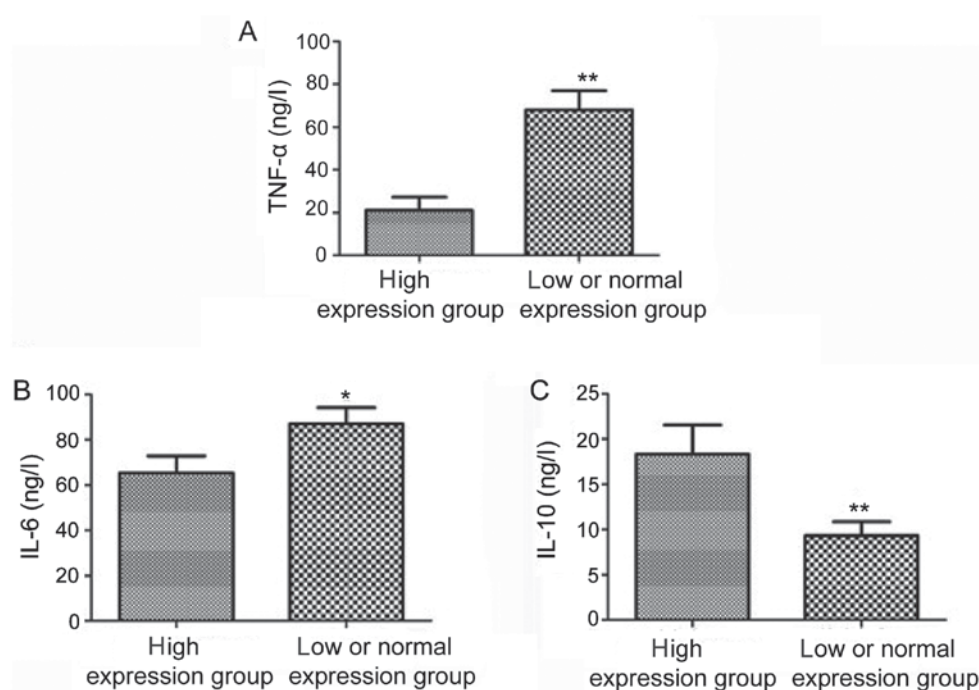 A
100
80
60
40
20
0
TNF-α (ng/l)
**
High
expression group
Low or normal
expression group
B
100
80
60
40
20
0
IL-6 (ng/l)
*
High
expression group
Low or normal
expression group
C
25
20
15
10
5
0
IL-10 (ng/l)
**
High
expression group
Low or normal
expression group